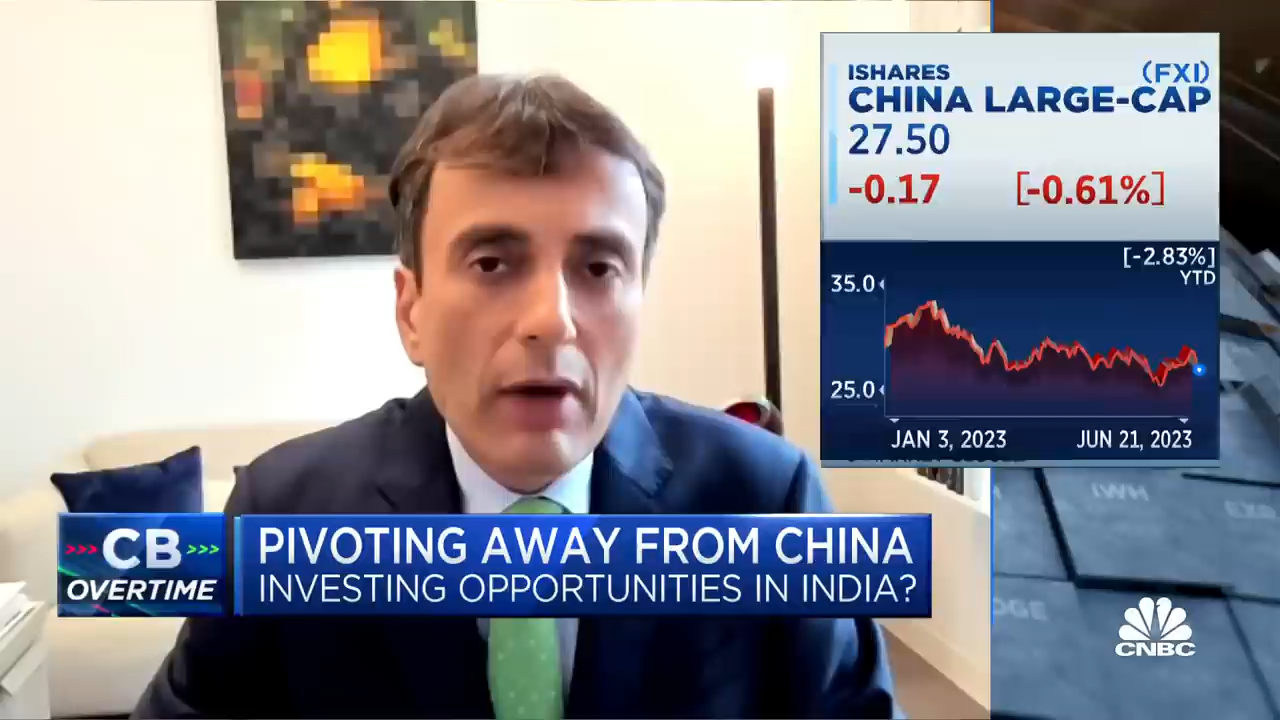 ISHARES (FXI)
CHINA LARGE-CAP
27.50
-0.17 [-0.61%]
[-2.83%]
YTD
35.0
25.0
JAN 3, 2023 JUN 21, 2023
>>> CB >>>
OVERTIME
PIVOTING AWAY FROM CHINA
INVESTING OPPORTUNITIES IN INDIA?
IWH
CNBC